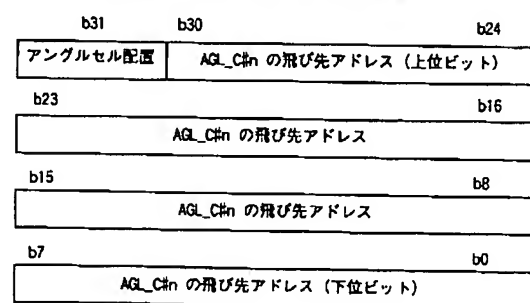 b31 b30 b24
アングルセル配置 AGL_C#n の飛び先アドレス (上位ビット)
b23 b16
AGL_C#n の飛び先アドレス
b15 b8
AGL_C#n の飛び先アドレス
b7 b0
AGL_C#n の飛び先アドレス (下位ビット)